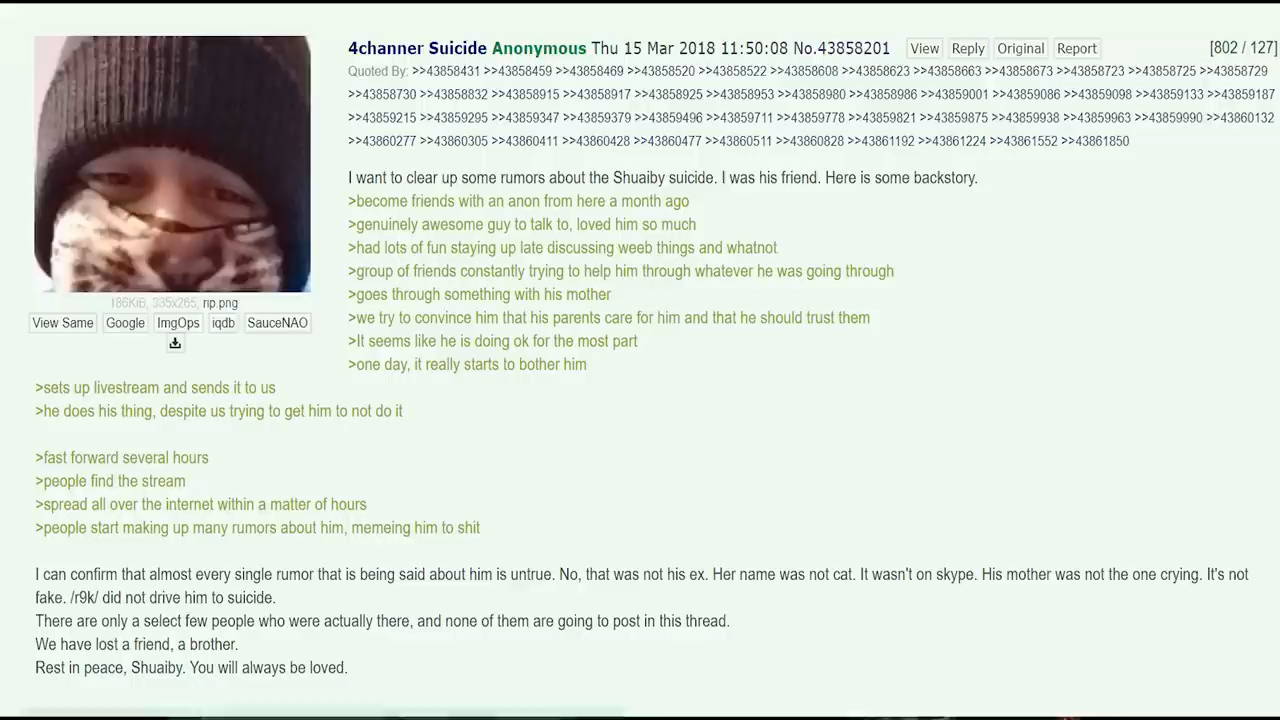 4channer Suicide Anonymous Thu 15 Mar 2018 11:50:08 No.43858201 View Reply Original Report [802 / 127]
Quoted By: >>43858431 >>43858459 >>43858469 >>43858520 >>43858522 >>43858608 >>43858623 >>43858663 >>43858673 >>43858723 >>43858725 >>43858729
>>43858730 >>43858832 >>43858915 >>43858917 >>43858925 >>43858953 >>43858980 >>43858986 >>43859001 >>43859086 >>43859098 >>43859133 >>43859187
>>43859215 >>43859295 >>43859347 >>43859379 >>43859496 >>43859711 >>43859778 >>43859821 >>43859875 >>43859938 >>43859963 >>43859990 >>43860132
>>43860277 >>43860305 >>43860411 >>43860428 >>43860477 >>43860511 >>43860828 >>43861192 >>43861224 >>43861552 >>43861850
186KiB, 335x265, rip.png
View Same Google ImgOps iqdb SauceNAO
I want to clear up some rumors about the Shuaiby suicide. I was his friend. Here is some backstory.
>become friends with an anon from here a month ago
>genuinely awesome guy to talk to, loved him so much
>had lots of fun staying up late discussing weeb things and whatnot
>group of friends constantly trying to help him through whatever he was going through
>goes through something with his mother
>we try to convince him that his parents care for him and that he should trust them
>It seems like he is doing ok for the most part
>one day, it really starts to bother him
>sets up livestream and sends it to us
>he does his thing, despite us trying to get him to not do it
>fast forward several hours
>people find the stream
>spread all over the internet within a matter of hours
>people start making up many rumors about him, memeing him to shit
I can confirm that almost every single rumor that is being said about him is untrue. No, that was not his ex. Her name was not cat. It wasn't on skype. His mother was not the one crying. It's not
fake. /r9k/ did not drive him to suicide.
There are only a select few people who were actually there, and none of them are going to post in this thread.
We have lost a friend, a brother.
Rest in peace, Shuaiby. You will always be loved.